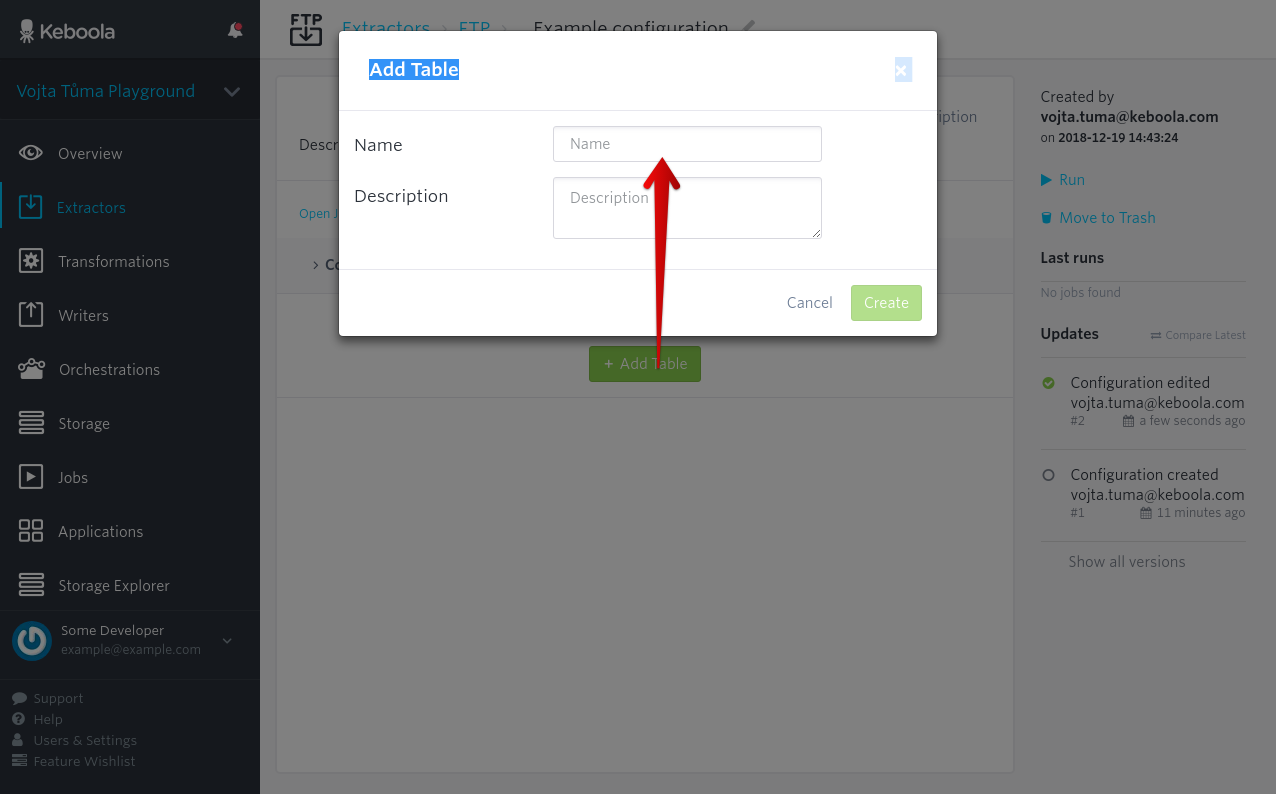 Keboola
Vojta Tůma Playground
Overview
Extractors
Transformations
Writers
Orchestrations
Storage
Jobs
Applications
Storage Explorer
Some Developer
example@example.com
Support
Help
Users & Settings
Feature Wishlist
FTP
Extractors › FTP › Example configuration
Descr
iption
Open J
› Co
+ Add Table
Add Table ×
Name
Name
Description
Description
Cancel
Create
Created by
vojta.tuma@keboola.com
on 2018-12-19 14:43:24
Run
Move to Trash
Last runs
No jobs found
Updates
Compare Latest
Configuration edited
vojta.tuma@keboola.com
#2 a few seconds ago
Configuration created
vojta.tuma@keboola.com
#1 11 minutes ago
Show all versions